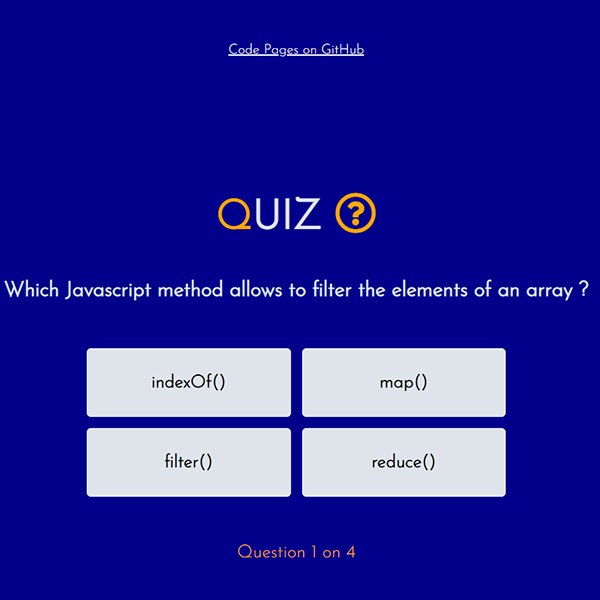 Code Pages on GitHub
QUIZ ?
Which Javascript method allows to filter the elements of an array ?
indexOf()
map()
filter()
reduce()
Question 1 on 4